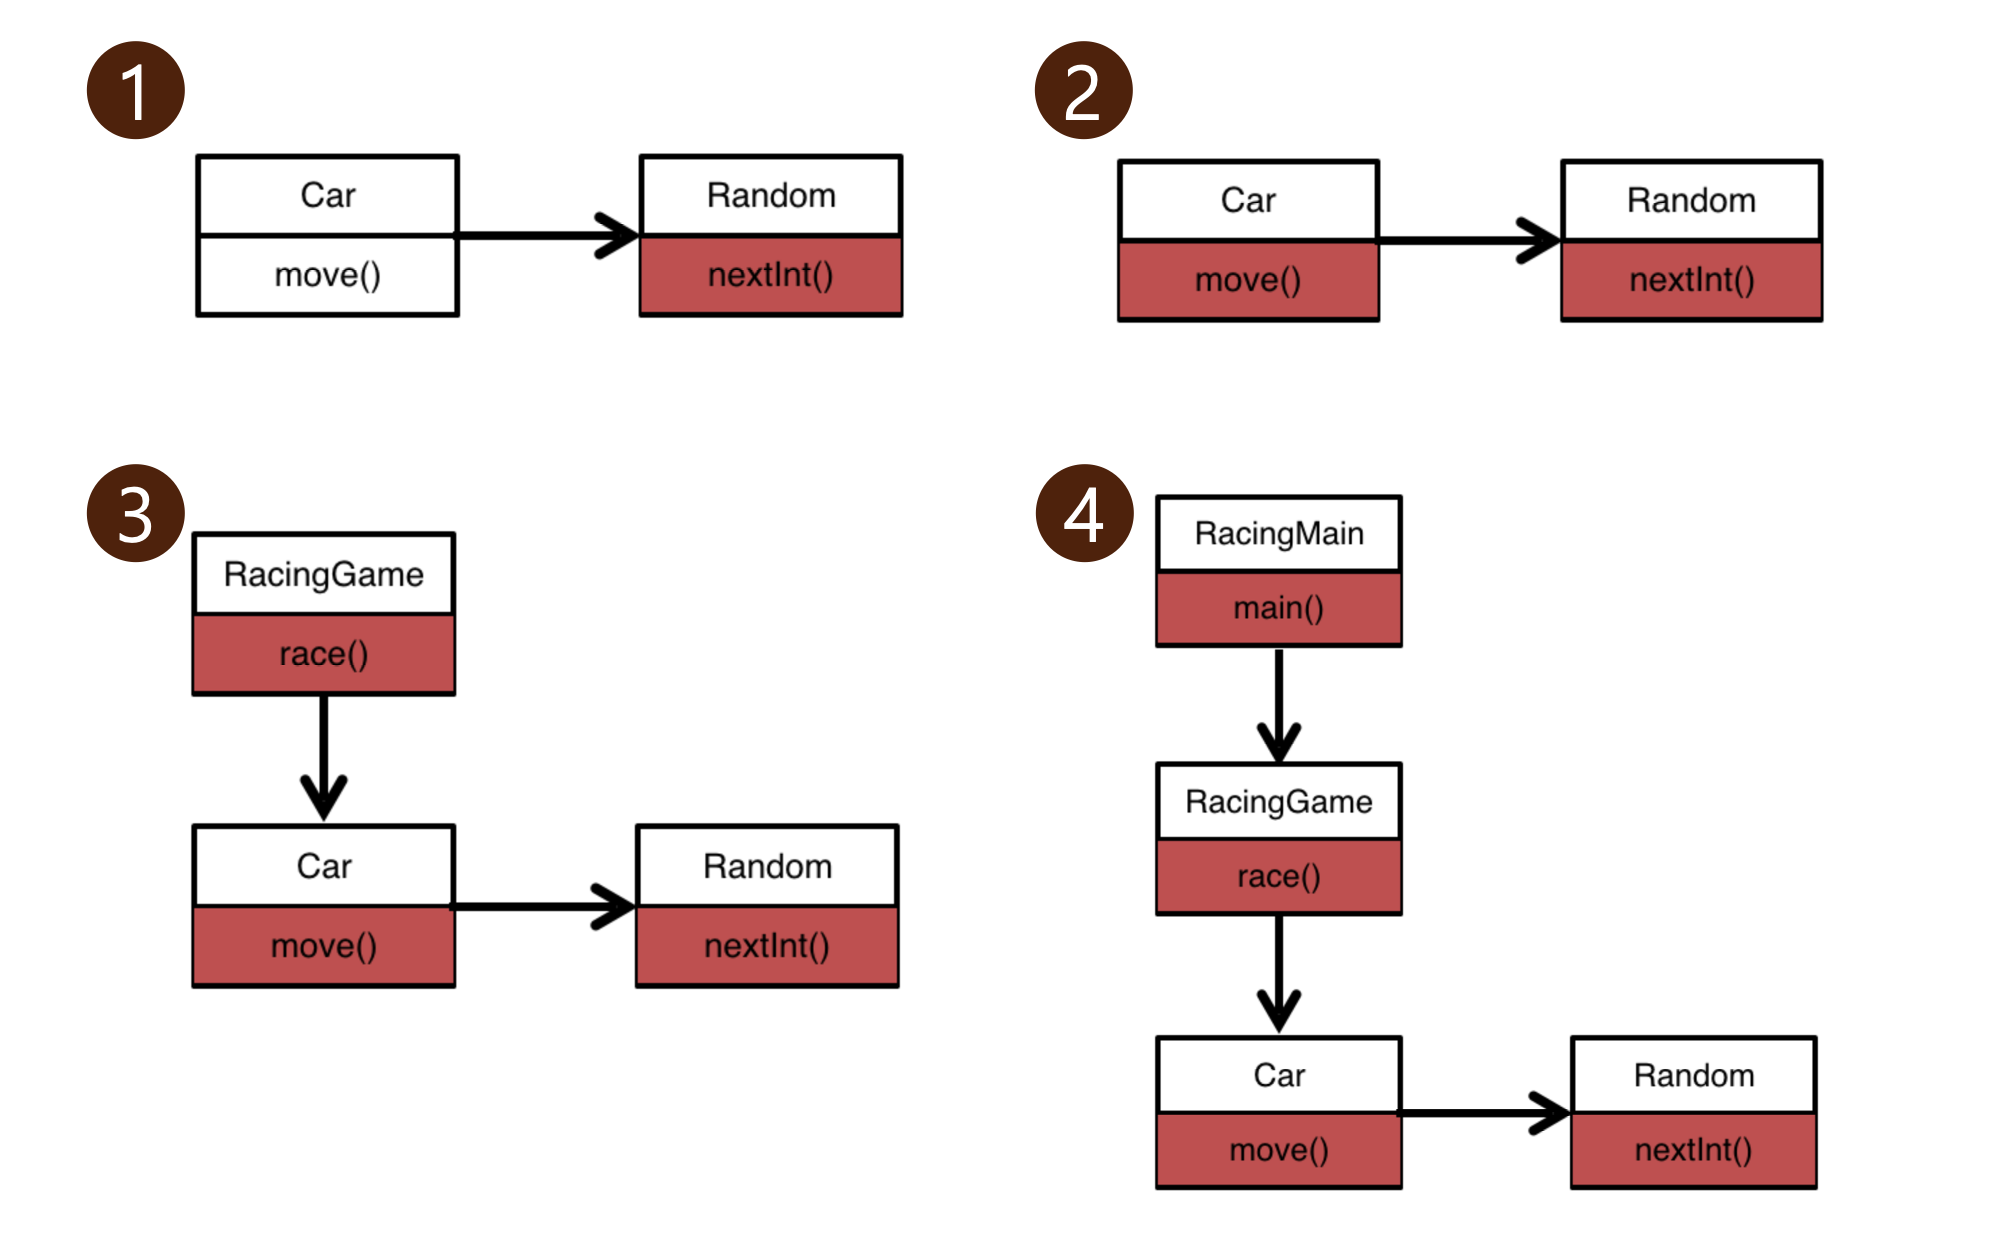 1
Car
Random
move()
nextInt()
2
Car
Random
move()
nextInt()
3
RacingGame
race()
Car
Random
move()
nextInt()
4
RacingMain
main()
RacingGame
race()
Car
Random
move()
nextInt()